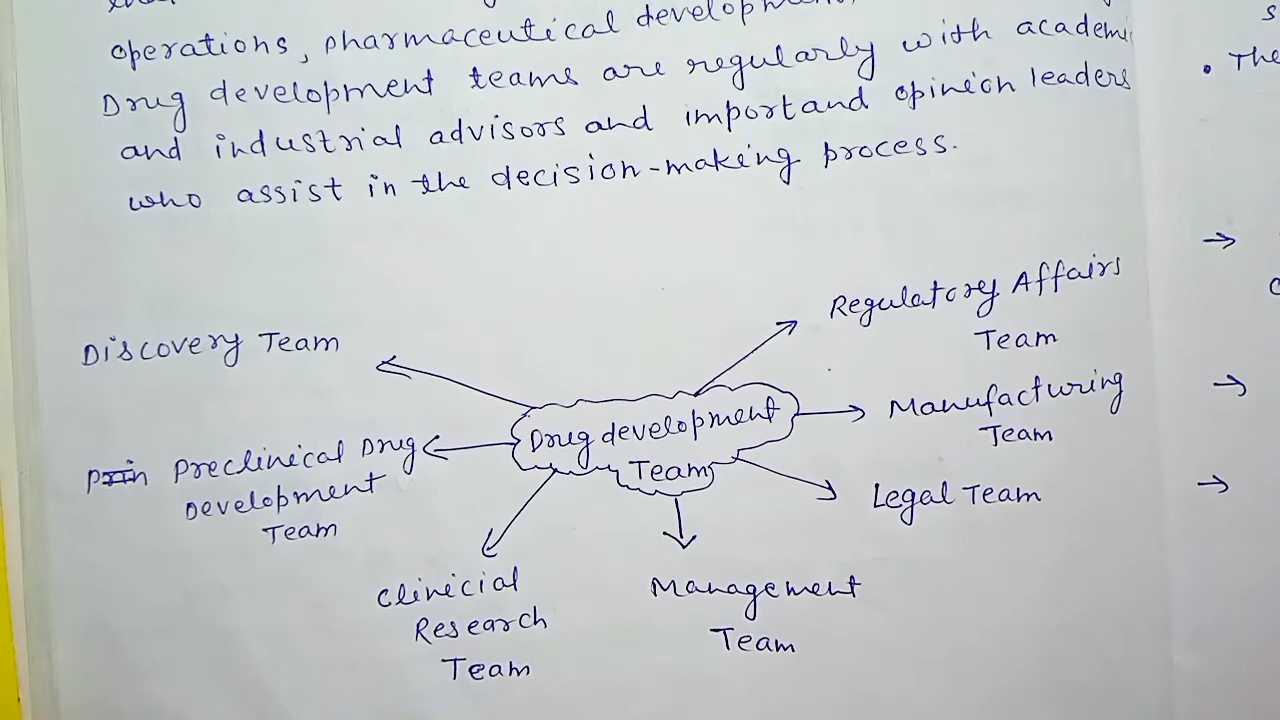 operations, pharmaceutical development,
Drug development teams are regularly with academi
and industrial advisors and importand opinion leaders
who assist in the decision-making process.
Discovery Team
Preclinical Drug
Development
Team
Clinicial
Research
Team
Management
Team
Legal Team
Manufacturing
Team
Regulatory Affairs
Team
Drug development
Team
S
• The